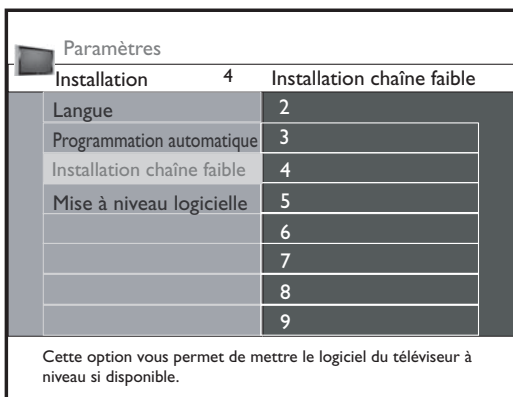 Paramètres
Installation 4 Installation chaîne faible
Langue 2
Programmation automatique 3
Installation chaîne faible 4
Mise à niveau logicielle 5
6
7
8
9
Cette option vous permet de mettre le logiciel du téléviseur à
niveau si disponible.